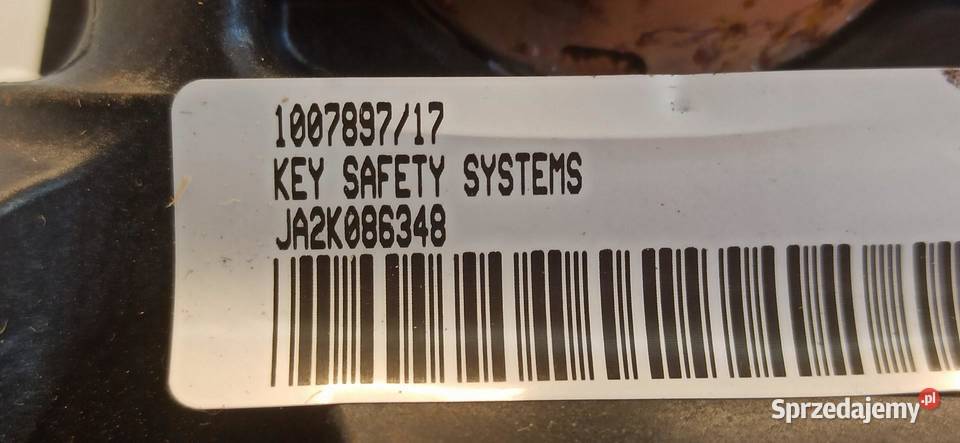 1007897/17
KEY SAFETY SYSTEMS
JA2K086348
Sprzedajemy.pl